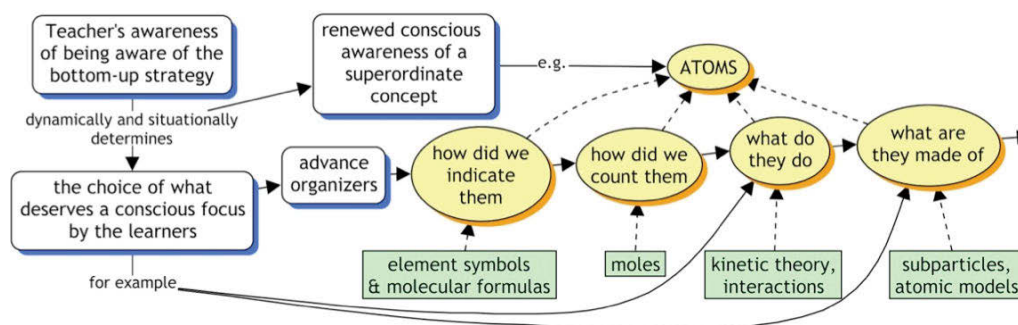 Teacher's awareness
of being aware of the
bottom-up strategy
renewed conscious
awareness of a
superordinate
concept
e.g.
ATOMS
dynamically and situationally
determines
the choice of what
deserves a conscious focus
by the learners
advance
organizers
how did we
indicate
them
how did we
count them
what do
they do
what are
they made of
element symbols
& molecular formulas
moles
kinetic theory,
interactions
subparticles,
atomic models
for example